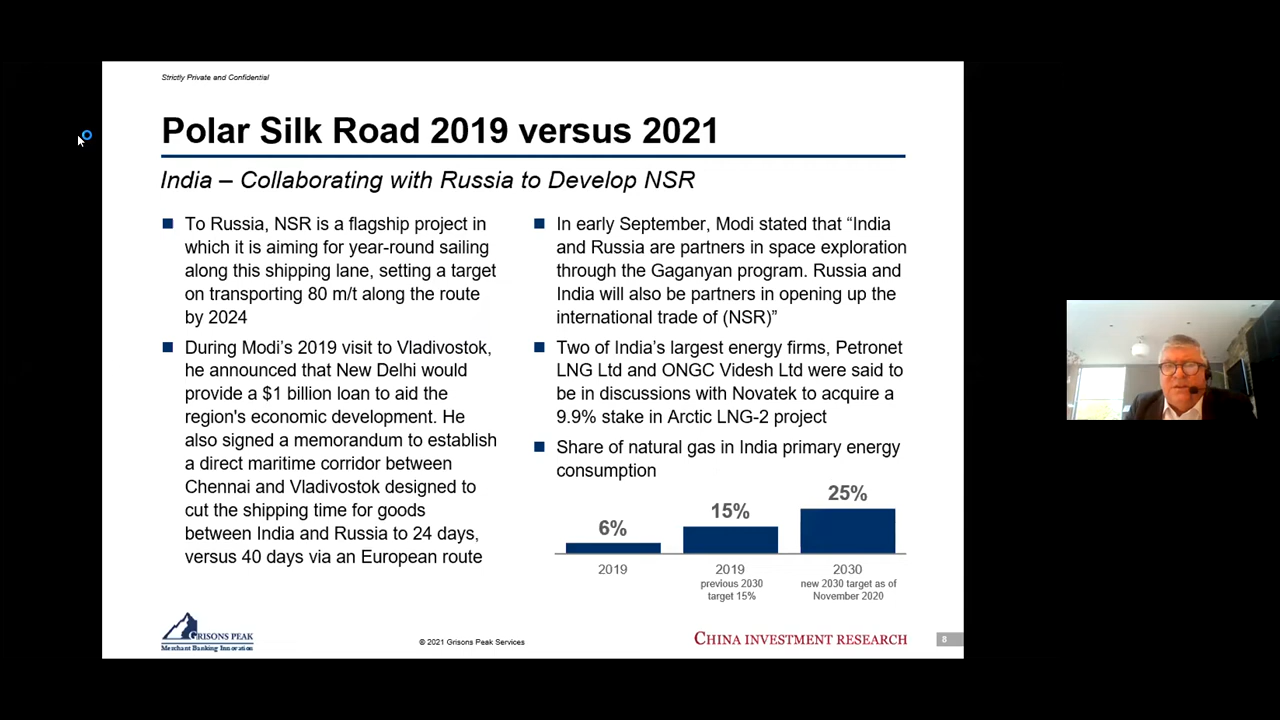 Strictly Private and Confidential
Polar Silk Road 2019 versus 2021
India – Collaborating with Russia to Develop NSR
To Russia, NSR is a flagship project in
which it is aiming for year-round sailing
along this shipping lane, setting a target
on transporting 80 m/t along the route
by 2024
During Modi's 2019 visit to Vladivostok,
he announced that New Delhi would
provide a $1 billion loan to aid the
region's economic development. He
also signed a memorandum to establish
a direct maritime corridor between
Chennai and Vladivostok designed to
cut the shipping time for goods
between India and Russia to 24 days,
versus 40 days via an European route
In early September, Modi stated that “India
and Russia are partners in space exploration
through the Gaganyan program. Russia and
India will also be partners in opening up the
international trade of (NSR)”
Two of India's largest energy firms, Petronet
LNG Ltd and ONGC Videsh Ltd were said to
be in discussions with Novatek to acquire a
9.9% stake in Arctic LNG-2 project
Share of natural gas in India primary energy
consumption
6%
15%
25%
2019
2019
previous 2030
target 15%
2030
new 2030 target as of
November 2020
GRISONS PEAK
Merchant Banking Innovation
© 2021 Grisons Peak Services
CHINA INVESTMENT RESEARCH
8